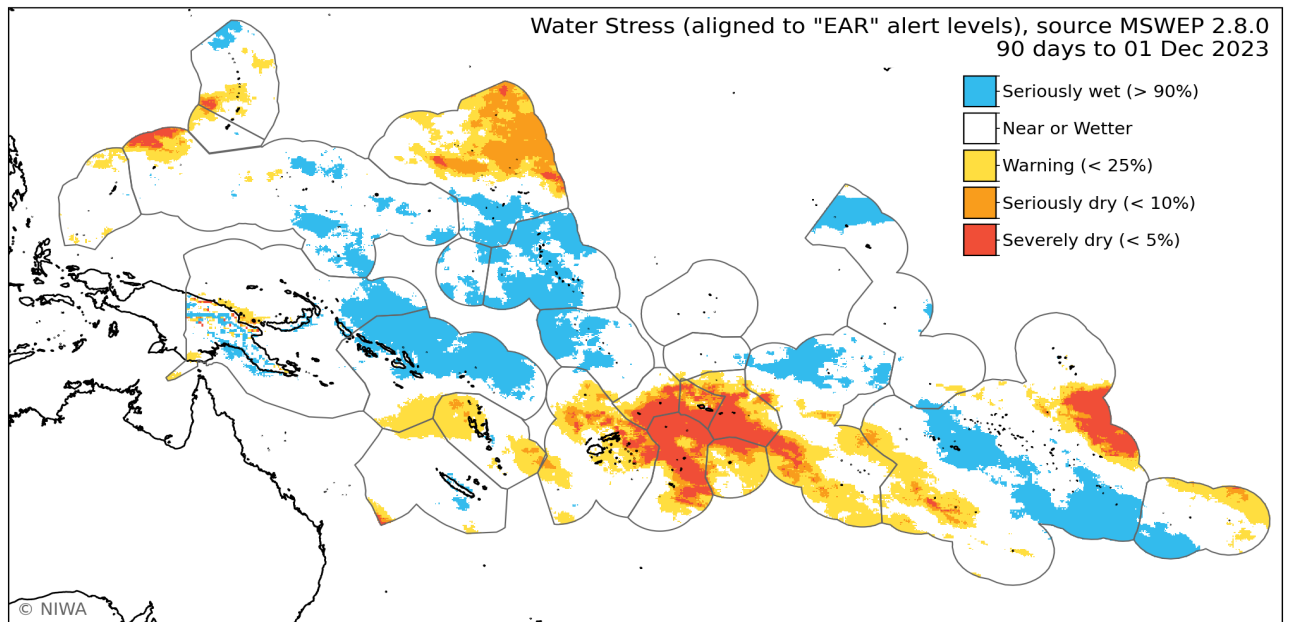 Water Stress (aligned to "EAR" alert levels), source MSWEP 2.8.0
90 days to 01 Dec 2023
Seriously wet (> 90%)
Near or Wetter
Warning (< 25%)
Seriously dry (< 10%)
Severely dry (< 5%)
© NIWA